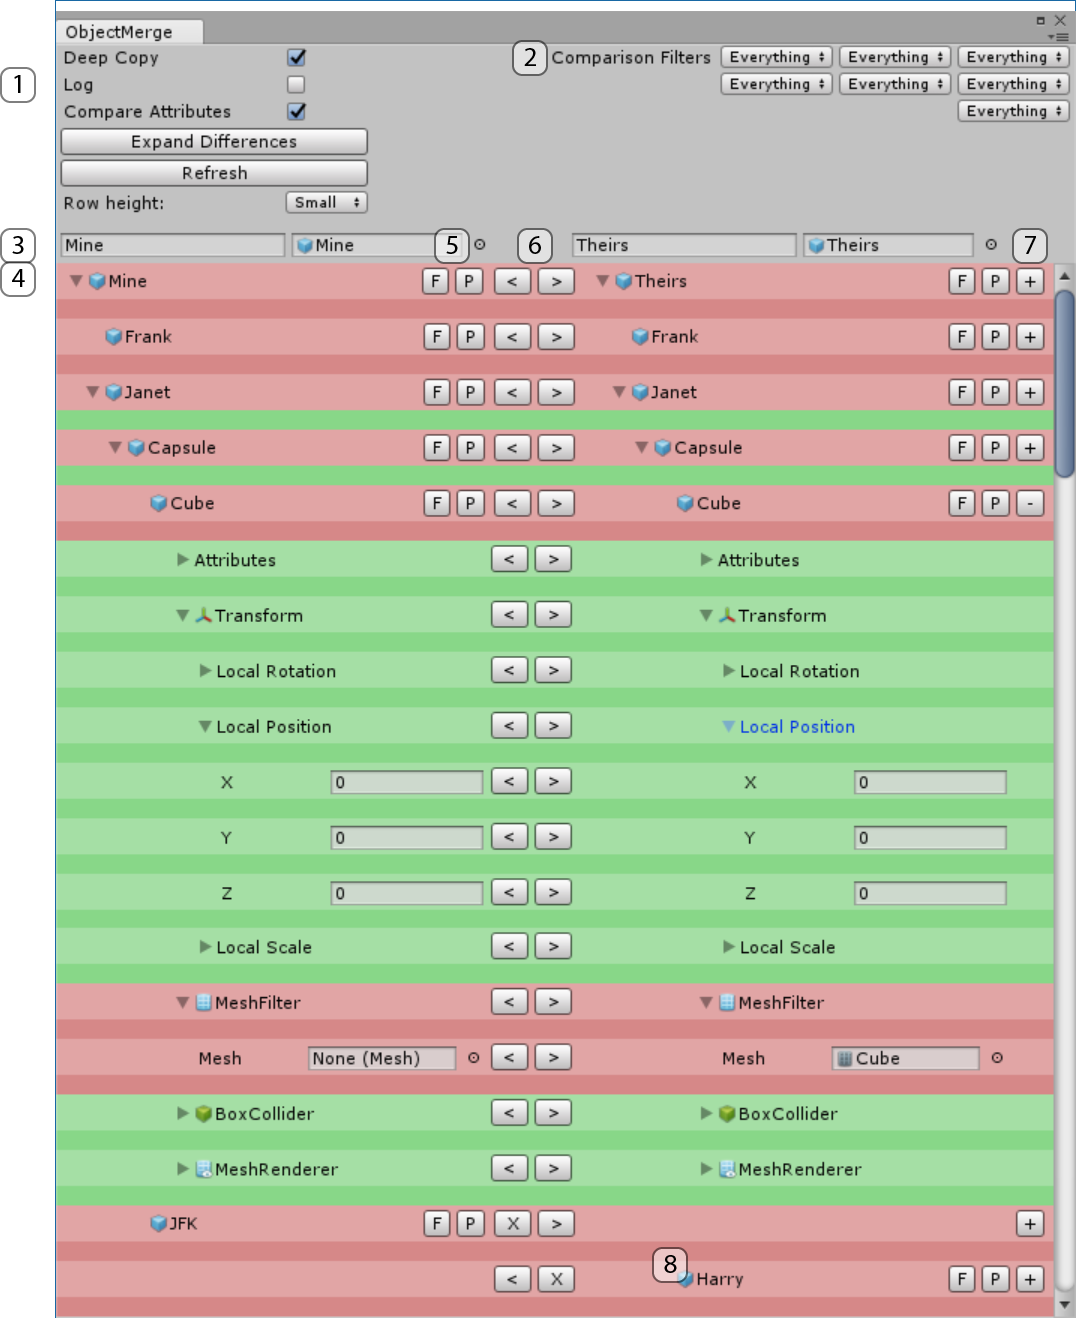 ObjectMerge
Deep Copy 2 Comparison Filters Everything Everything Everything
1 Log Everything Everything Everything
Compare Attributes Everything
Expand Differences
Refresh
Row height: Small
3 Mine Mine 5 6 Theirs Theirs 7
4 Mine F P < > Theirs F P +
Frank F P < > Frank F P +
Janet F P < > Janet F P +
Capsule F P < > Capsule F P +
Cube F P < > Cube F P -
Attributes < > Attributes
Transform < > Transform
Local Rotation < > Local Rotation
Local Position < > Local Position
X 0 < > X 0
Y 0 < > Y 0
Z 0 < > Z 0
Local Scale < > Local Scale
MeshFilter < > MeshFilter
Mesh None (Mesh) < > Mesh Cube
BoxCollider < > BoxCollider
MeshRenderer < > MeshRenderer
JFK F P X > +
< X 8 Harry F P +